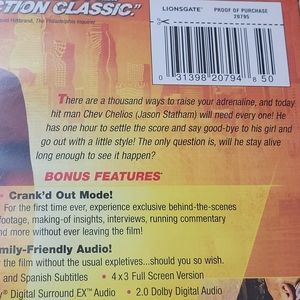 CTION CLASSIC."
Hiltbrand, The Philadelphia Inquirer
LIONSGATE
PROOF OF PURCHASE
20795
0 31398 20794 8 50
There are a thousand ways to raise your adrenaline, and today
hit man Chev Chelios (Jason Statham) will need every one! He
has one hour to settle the score and say good-bye to his girl and
go out with a little style! The only question is, will he stay alive
long enough to see it happen?
BONUS FEATURES*
• Crank'd Out Mode!
For the first time ever, experience exclusive behind-the-scenes
footage, making-of insights, interviews, running commentary
and more without ever leaving the film!
mily-Friendly Audio!
the film without the usual expletives...should you so wish.
and Spanish Subtitles • 4x3 Full Screen Version
Digital Surround EX™ Audio • 2.0 Dolby Digital Audio